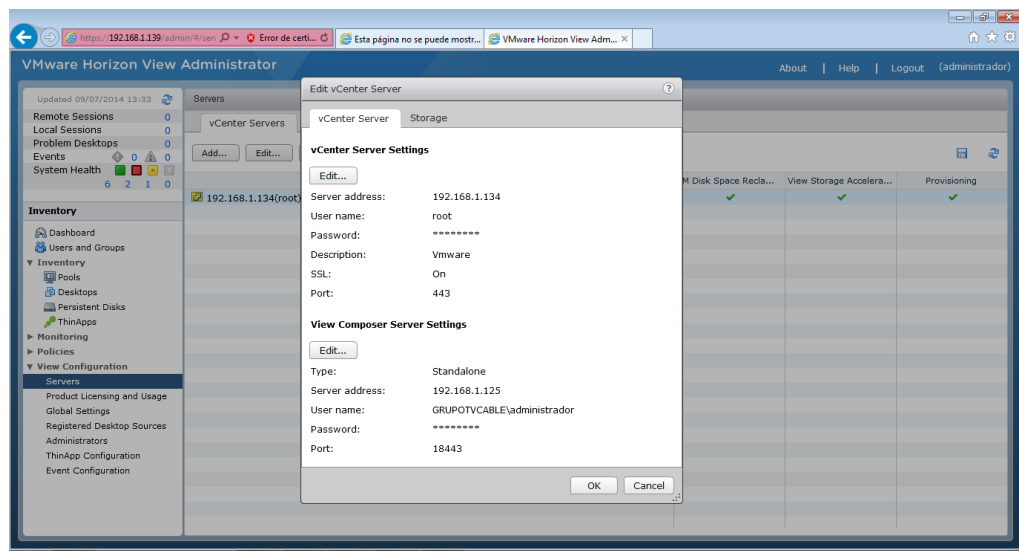 https://192.168.1.139/admin/#/sen
Error de certi...
Esta página no se puede mostr...
VMware Horizon View Adm...
VMware Horizon View Administrator
About | Help | Logout (administrador)
Updated 09/07/2014 13:33
Remote Sessions 0
Local Sessions 0
Problem Desktops 0
Events 0 0
System Health
6 2 1 0
Inventory
Dashboard
Users and Groups
Inventory
Pools
Desktops
Persistent Disks
ThinApps
Monitoring
Policies
View Configuration
Servers
Product Licensing and Usage
Global Settings
Registered Desktop Sources
Administrators
ThinApp Configuration
Event Configuration
Servers
vCenter Servers
Add... Edit...
M Disk Space Recla... View Storage Accelera... Provisioning
192.168.1.134(root)
Edit vCenter Server ?
vCenter Server Storage
vCenter Server Settings
Edit...
Server address: 192.168.1.134
User name: root
Password: ********
Description: Vmware
SSL: On
Port: 443
View Composer Server Settings
Edit...
Type: Standalone
Server address: 192.168.1.125
User name: GRUPOTVCABLE\administrador
Password: ********
Port: 18443
OK Cancel